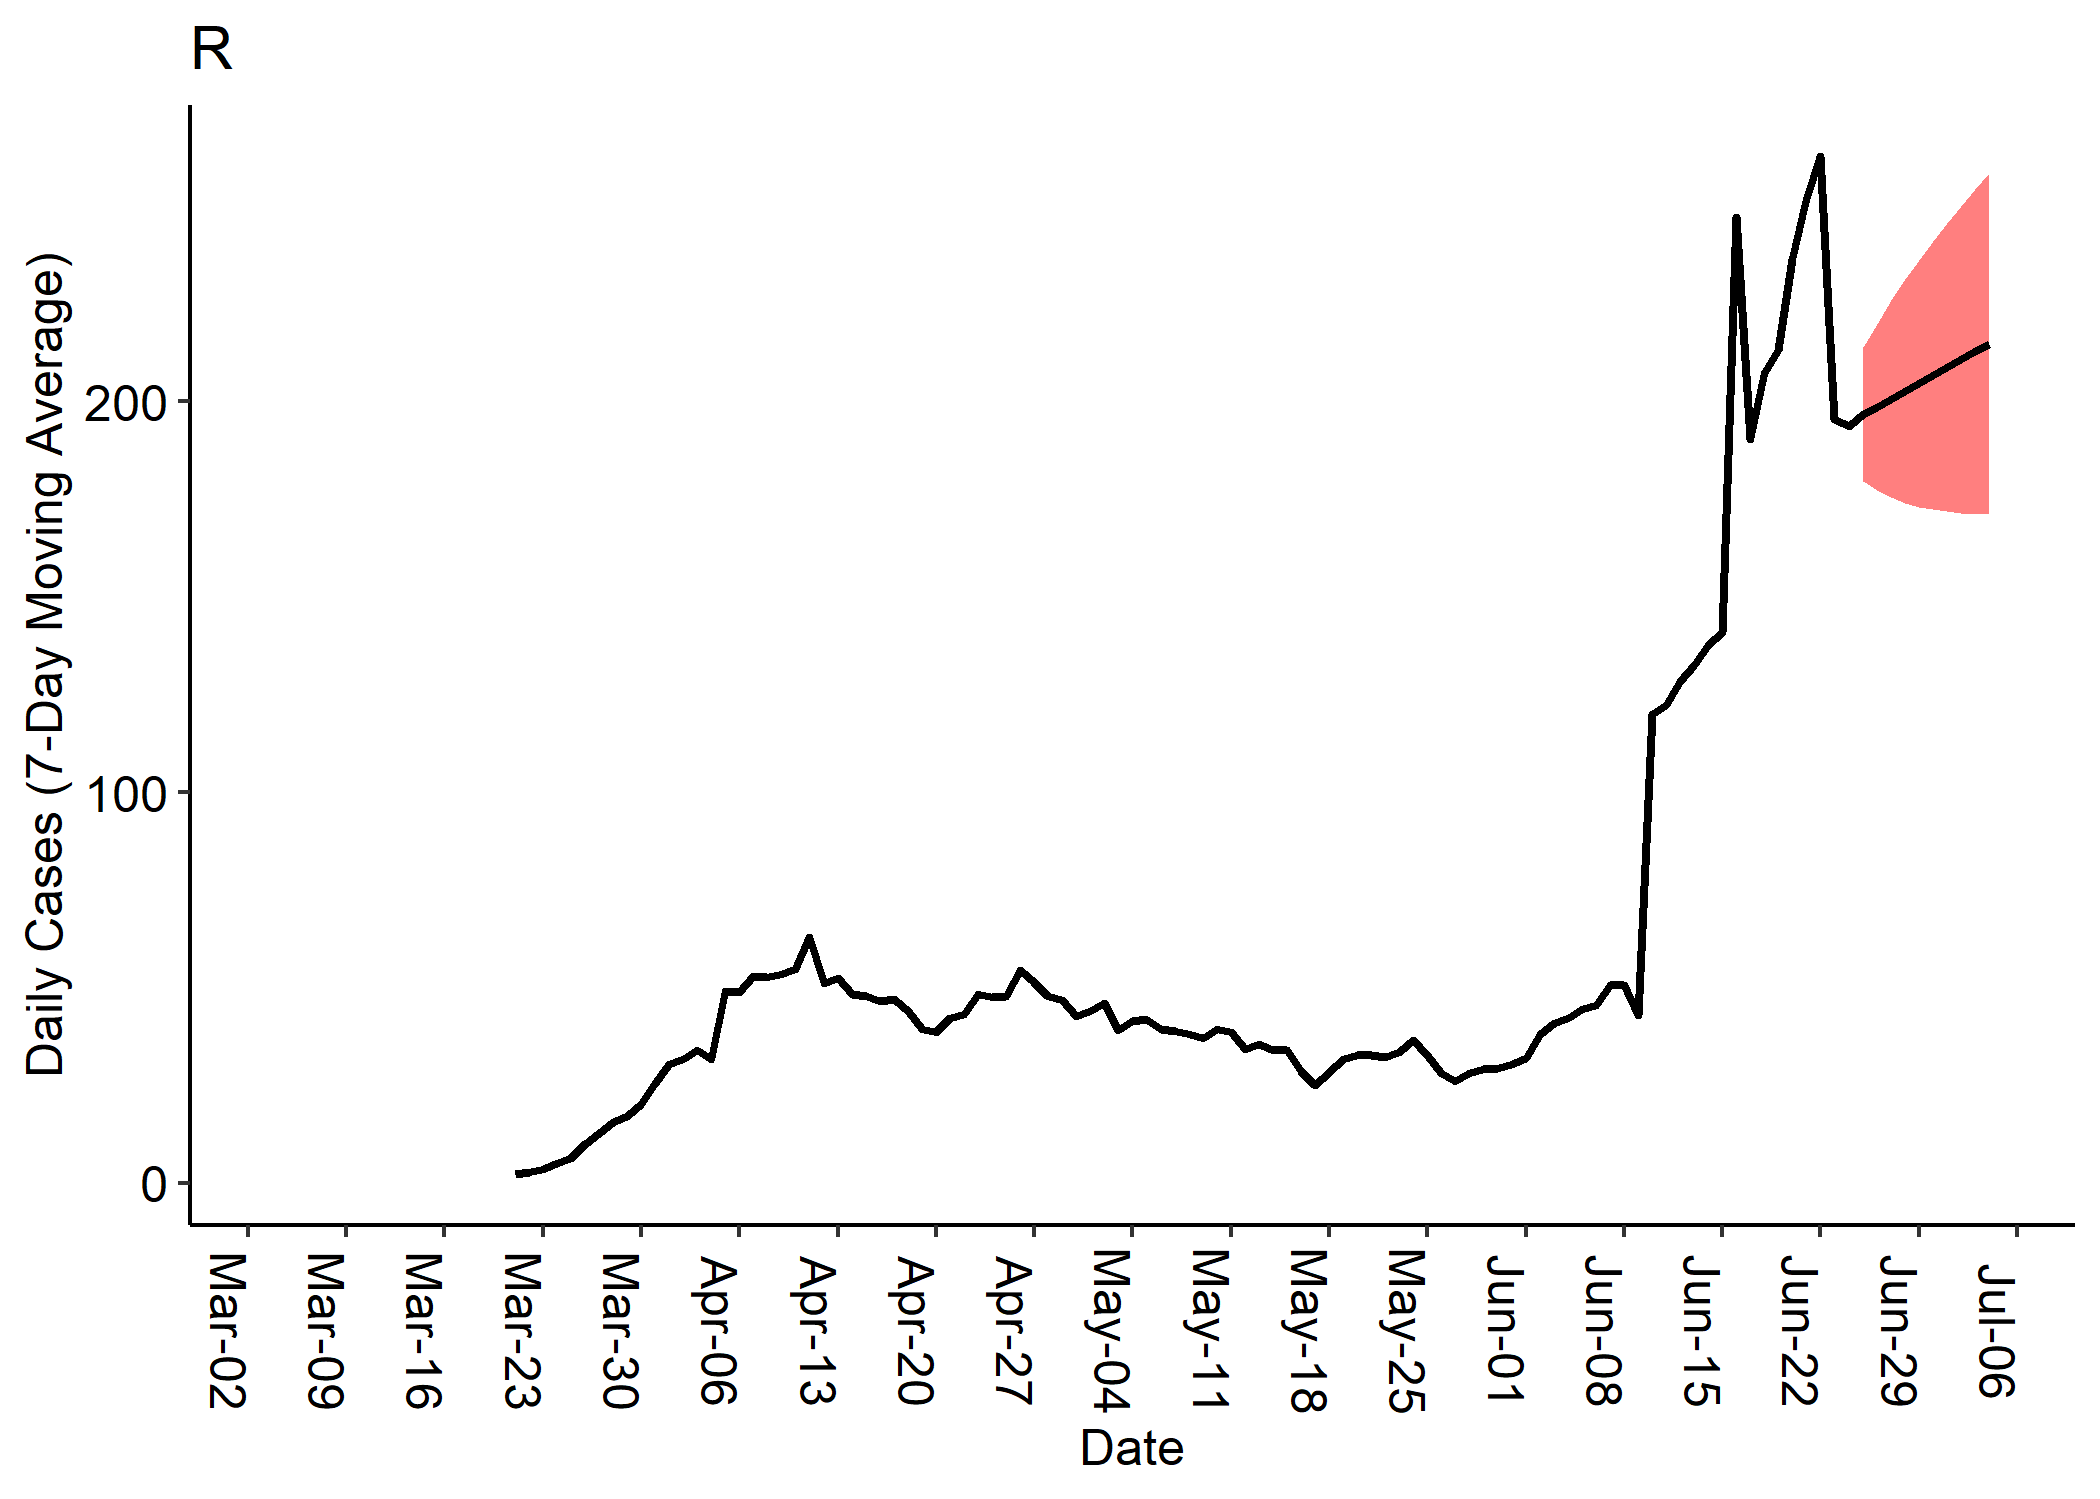 R
Daily Cases (7-Day Moving Average)
200
100
0
Mar-02
Mar-09
Mar-16
Mar-23
Mar-30
Apr-06
Apr-13
Apr-20
Apr-27
May-04
May-11
May-18
May-25
Jun-01
Jun-08
Jun-15
Jun-22
Jun-29
Jul-06
Date